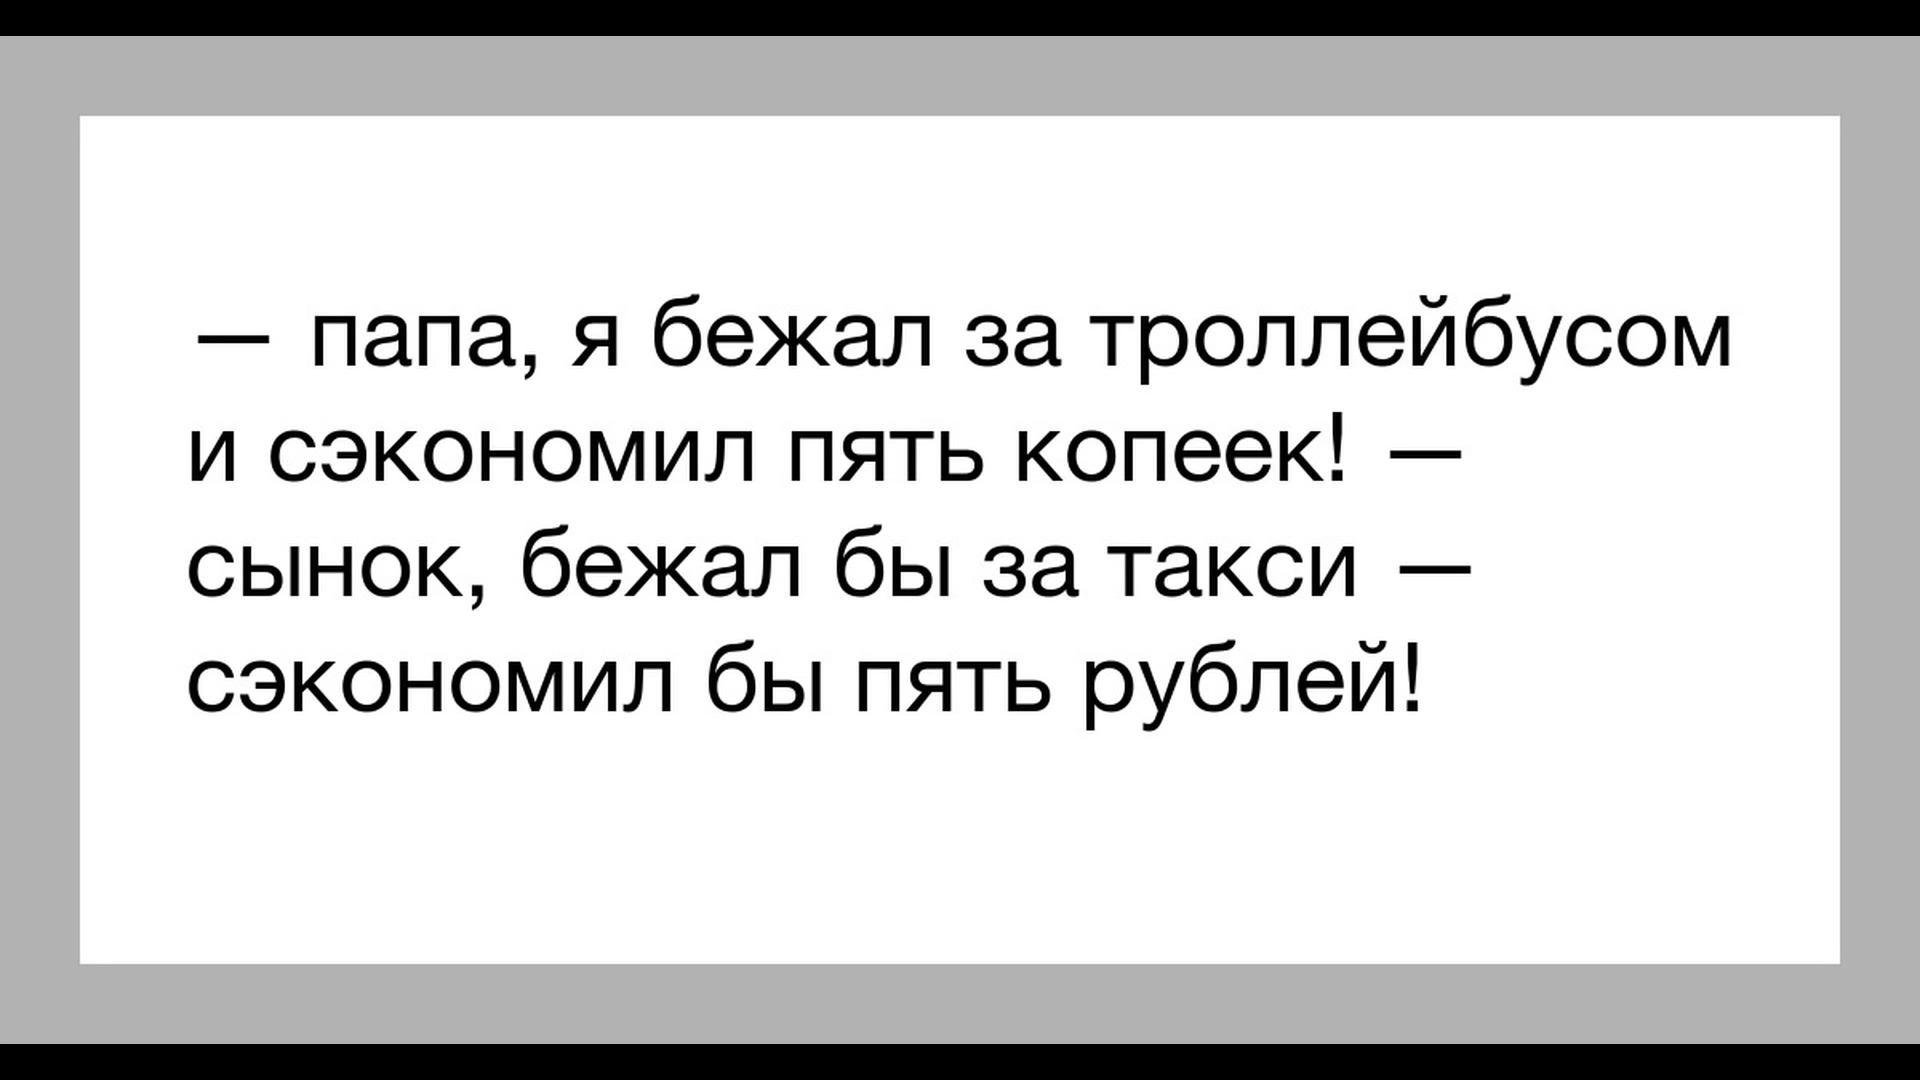 — папа, я бежал за троллейбусом
и сэкономил пять копеек! —
сынок, бежал бы за такси —
сэкономил бы пять рублей!